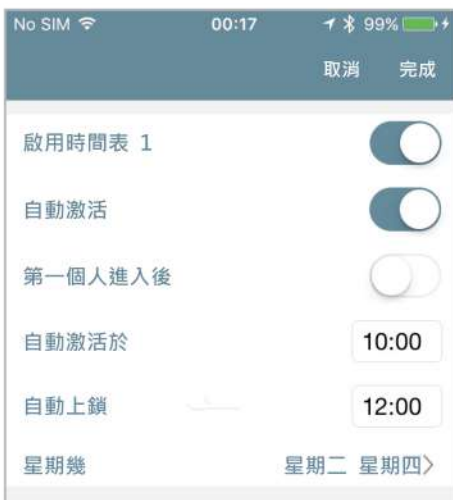 No SIM 00:17 99%
取消 完成
啟用時間表 1
自動激活
第一個人進入後
自動激活於 10:00
自動上鎖 12:00
星期幾 星期二 星期四>